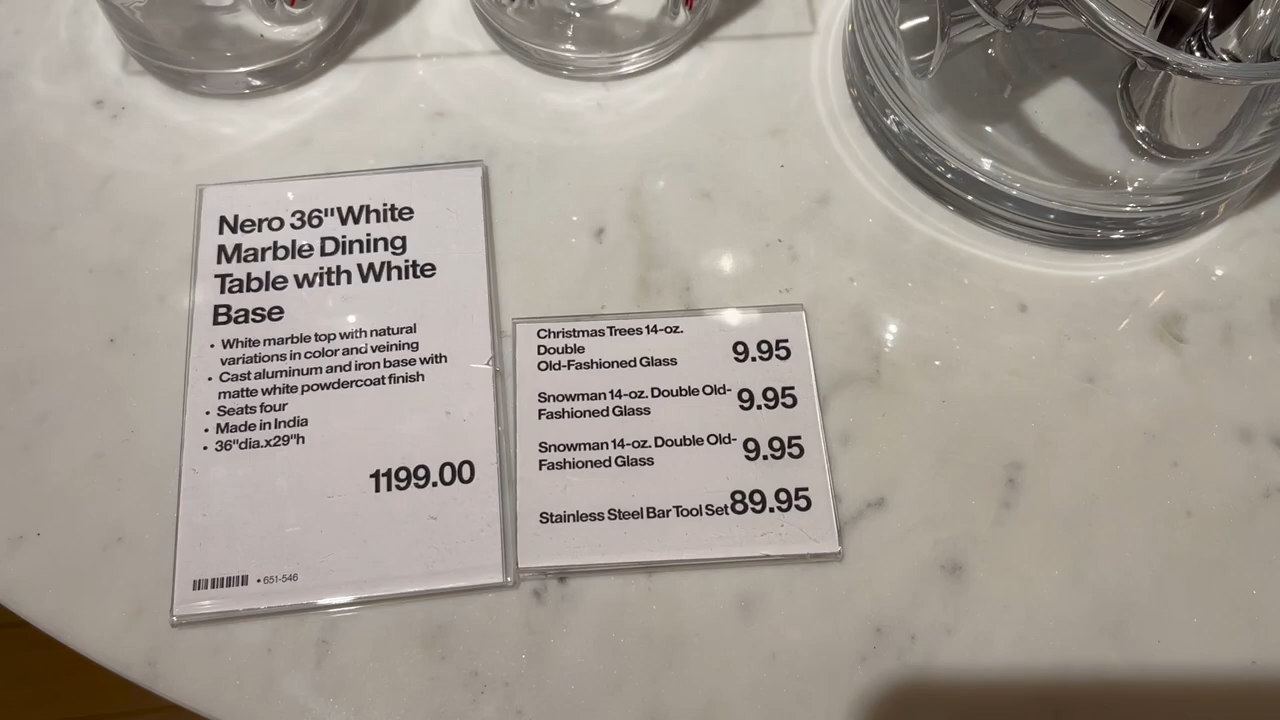 Nero 36" White
Marble Dining
Table with White
Base
• White marble top with natural
variations in color and veining
• Cast aluminum and iron base with
matte white powdercoat finish
• Seats four
• Made in India
• 36"dia.x29"h
1199.00
• 651-546
Christmas Trees 14-oz.
Double
Old-Fashioned Glass 9.95
Snowman 14-oz. Double Old-
Fashioned Glass 9.95
Snowman 14-oz. Double Old-
Fashioned Glass 9.95
Stainless Steel Bar Tool Set 89.95